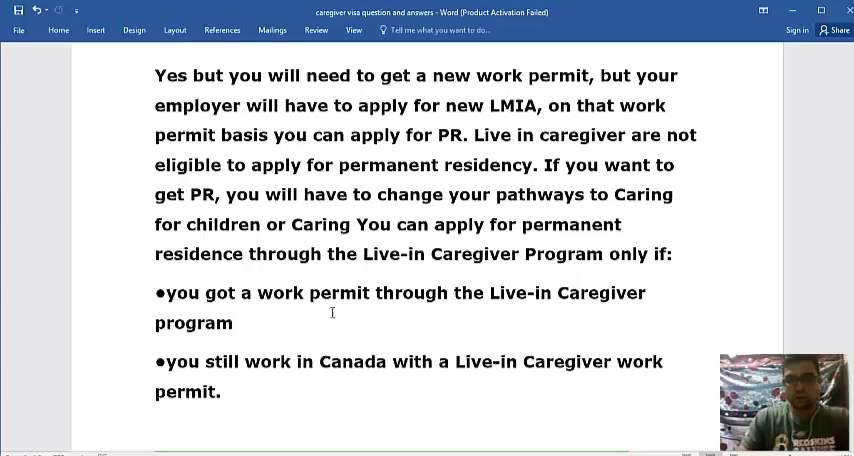 caregiver visa question and answers - Word (Product Activation Failed)
File Home Insert Design Layout References Mailings Review View Tell me what you want to do... Sign in Share
Yes but you will need to get a new work permit, but your
employer will have to apply for new LMIA, on that work
permit basis you can apply for PR. Live in caregiver are not
eligible to apply for permanent residency. If you want to
get PR, you will have to change your pathways to Caring
for children or Caring You can apply for permanent
residence through the Live-in Caregiver Program only if:
●you got a work permit through the Live-in Caregiver
program
●you still work in Canada with a Live-in Caregiver work
permit.
REDSKINS